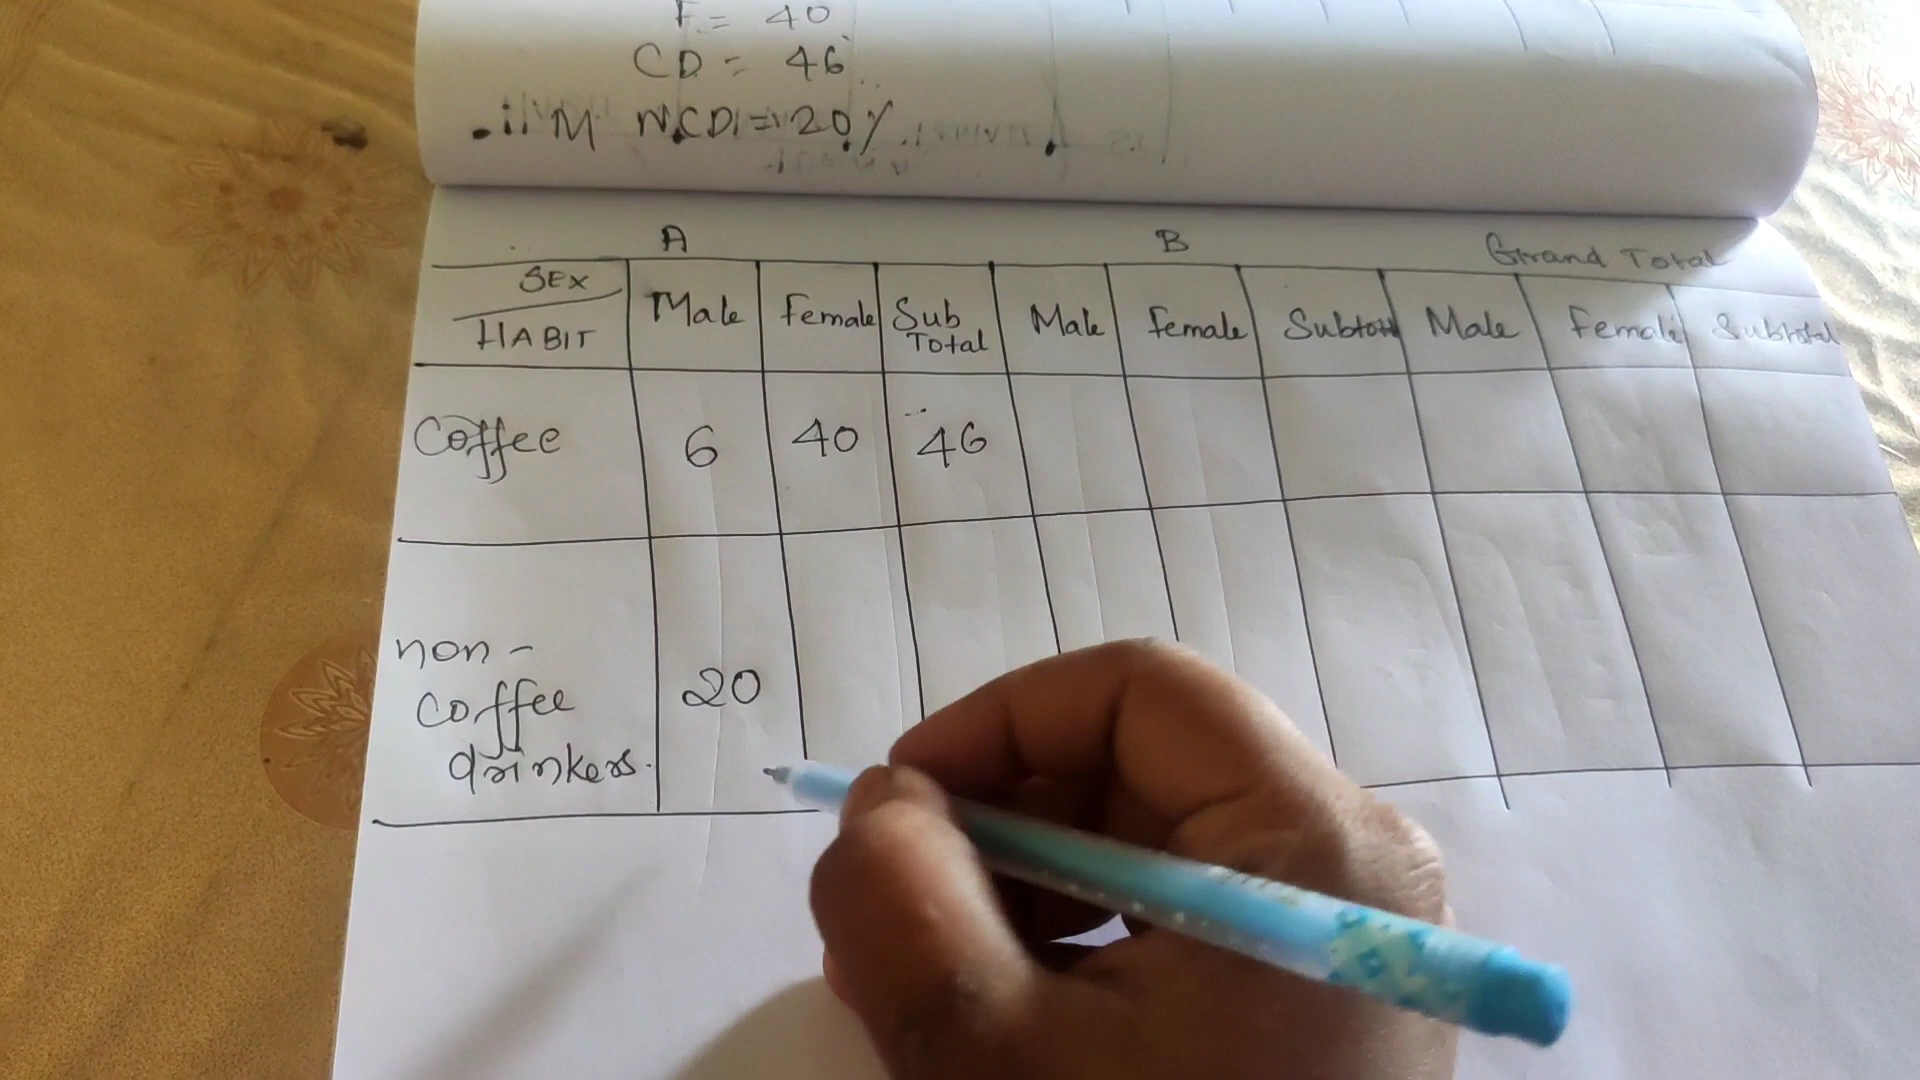 F = 40
CD = 46
M NCD = 20%
A B Grand Total
SEX
HABIT
Male Female Sub Total Male Female Subtotal Male Female Subtotal
Coffee 6 40 46
non-
coffee 20
drinkers.